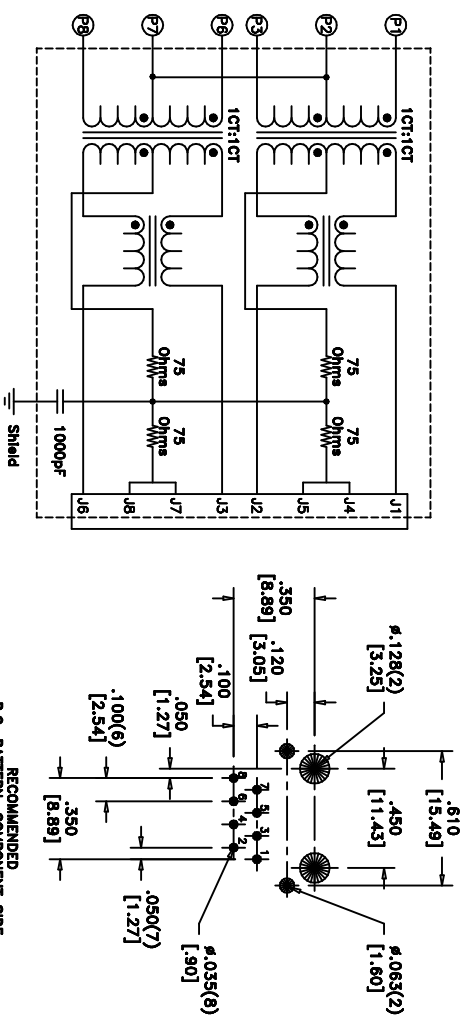 P1
P2
P3
P6
P7
P8
1CT:1CT
1CT:1CT
75
Ohms
75
Ohms
75
Ohms
75
Ohms
1000pF
Shield
J1
J4
J5
J2
J3
J7
J8
J6
.610
[15.49]
.450
[11.43]
ø.128(2)
[3.25]
ø.063(2)
[1.60]
.350
[8.89]
.120
[3.05]
.100
[2.54]
.050
[1.27]
.100(6)
[2.54]
.350
[8.89]
.050(7)
[1.27]
ø.035(8)
[.90]
8
7
6
5
4
3
2
1
RECOMMENDED